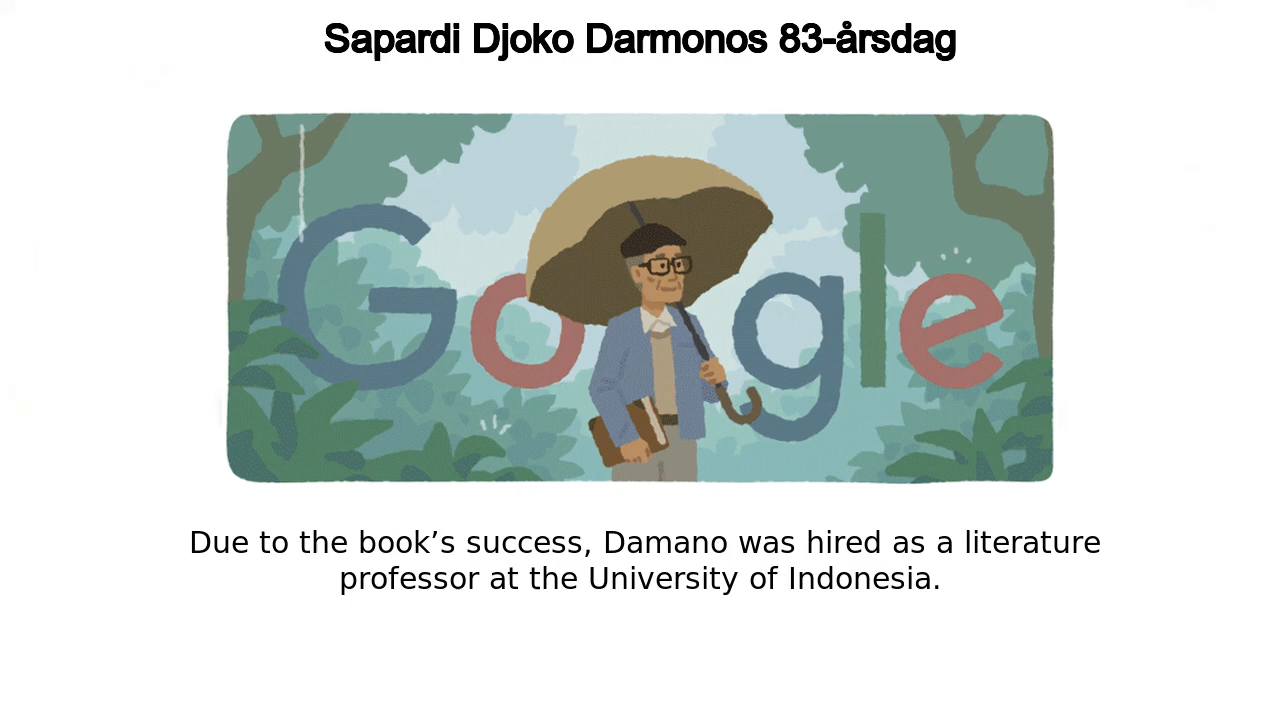 Sapardi Djoko Darmonos 83-årsdag
Google
Due to the book’s success, Damano was hired as a literature
professor at the University of Indonesia.